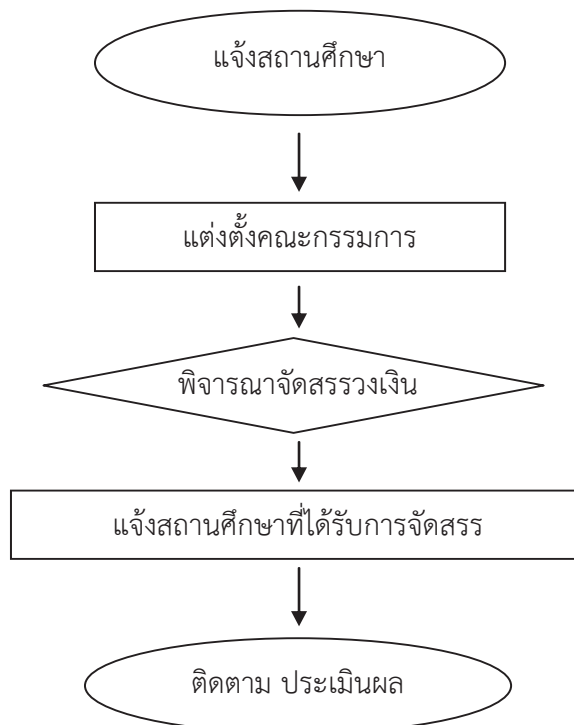 แจ้งสถานศึกษา
แต่งตั้งคณะกรรมการ
พิจารณาจัดสรรวงเงิน
แจ้งสถานศึกษาที่ได้รับการจัดสรร
ติดตาม ประเมินผล